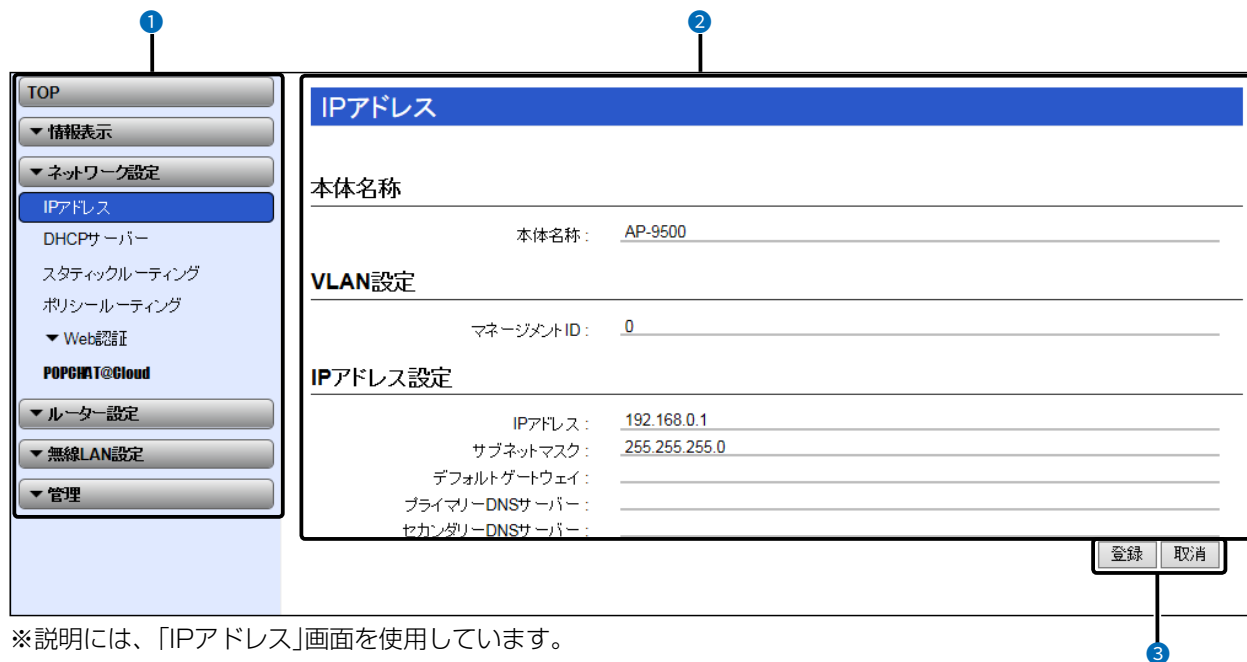 1
2
TOP
▼情報表示
▼ネットワーク設定
IPアドレス
DHCPサーバー
スタティックルーティング
ポリシールーティング
▼Web認証
POPCHAT@Cloud
▼ルーター設定
▼無線LAN設定
▼管理
IPアドレス
本体名称
本体名称: AP-9500
VLAN設定
マネージメントID: 0
IPアドレス設定
IPアドレス: 192.168.0.1
サブネットマスク: 255.255.255.0
デフォルトゲートウェイ:
プライマリーDNSサーバー:
セカンダリーDNSサーバー:
登録 取消
※説明には、「IPアドレス」画面を使用しています。
3